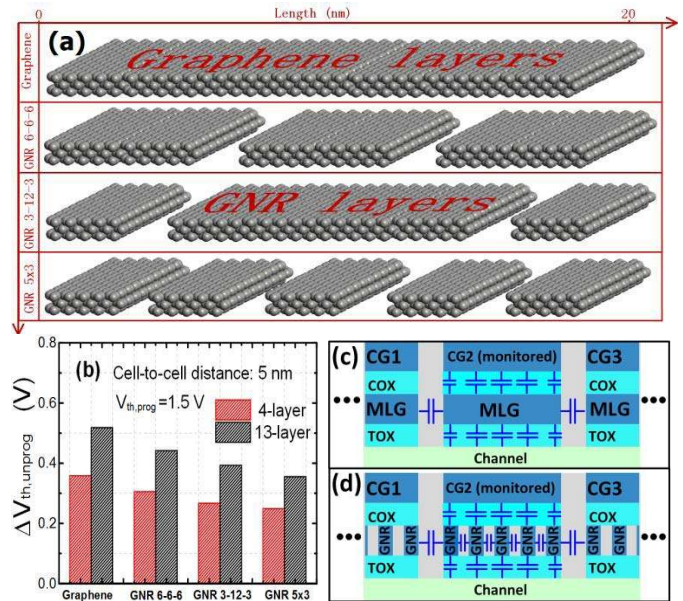 0 Length (nm) 20
(a)
Graphene
Graphene layers
GNR 6-6-6
GNR 3-12-3
GNR layers
GNR 5x3
(b)
Cell-to-cell distance: 5 nm
Vth,prog =1.5 V
4-layer
13-layer
ΔVth,unprog (V)
0.8
0.6
0.4
0.2
0.0
Graphene GNR 6-6-6 GNR 3-12-3 GNR 5x3
(c)
CG1 CG2 (monitored) CG3
COX COX
••• MLG MLG MLG •••
TOX TOX
Channel
(d)
CG1 CG2 (monitored) CG3
COX COX
••• GNR GNR GNR GNR GNR GNR GNR GNR GNR •••
TOX TOX
Channel